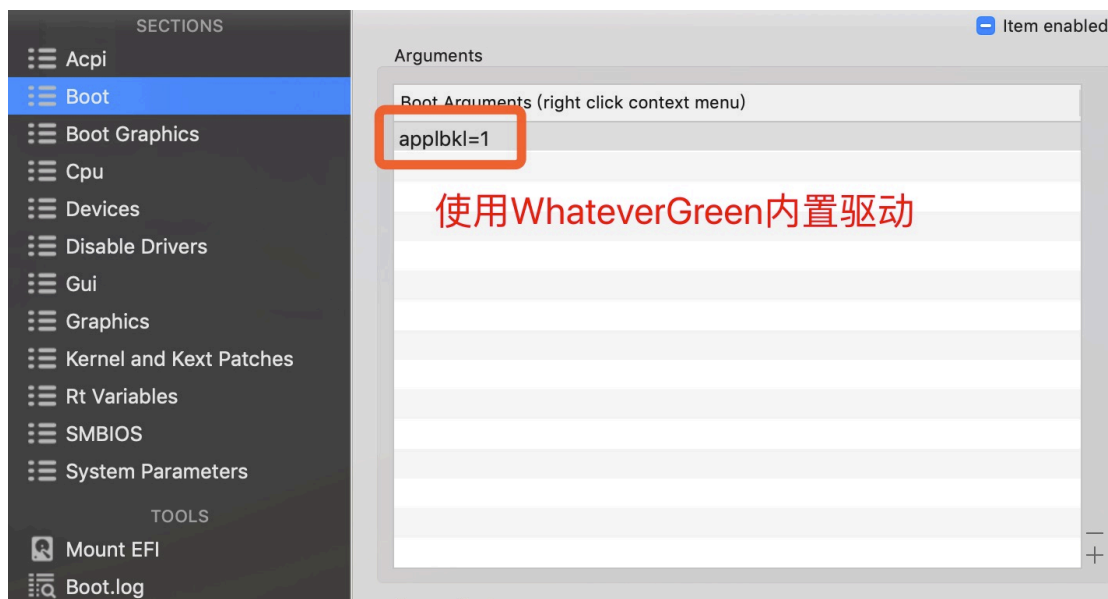 SECTIONS
Acpi
Boot
Boot Graphics
Cpu
Devices
Disable Drivers
Gui
Graphics
Kernel and Kext Patches
Rt Variables
SMBIOS
System Parameters
TOOLS
Mount EFI
Boot.log
Item enabled
Arguments
Boot Arguments (right click context menu)
applbkl=1
使用WhateverGreen内置驱动